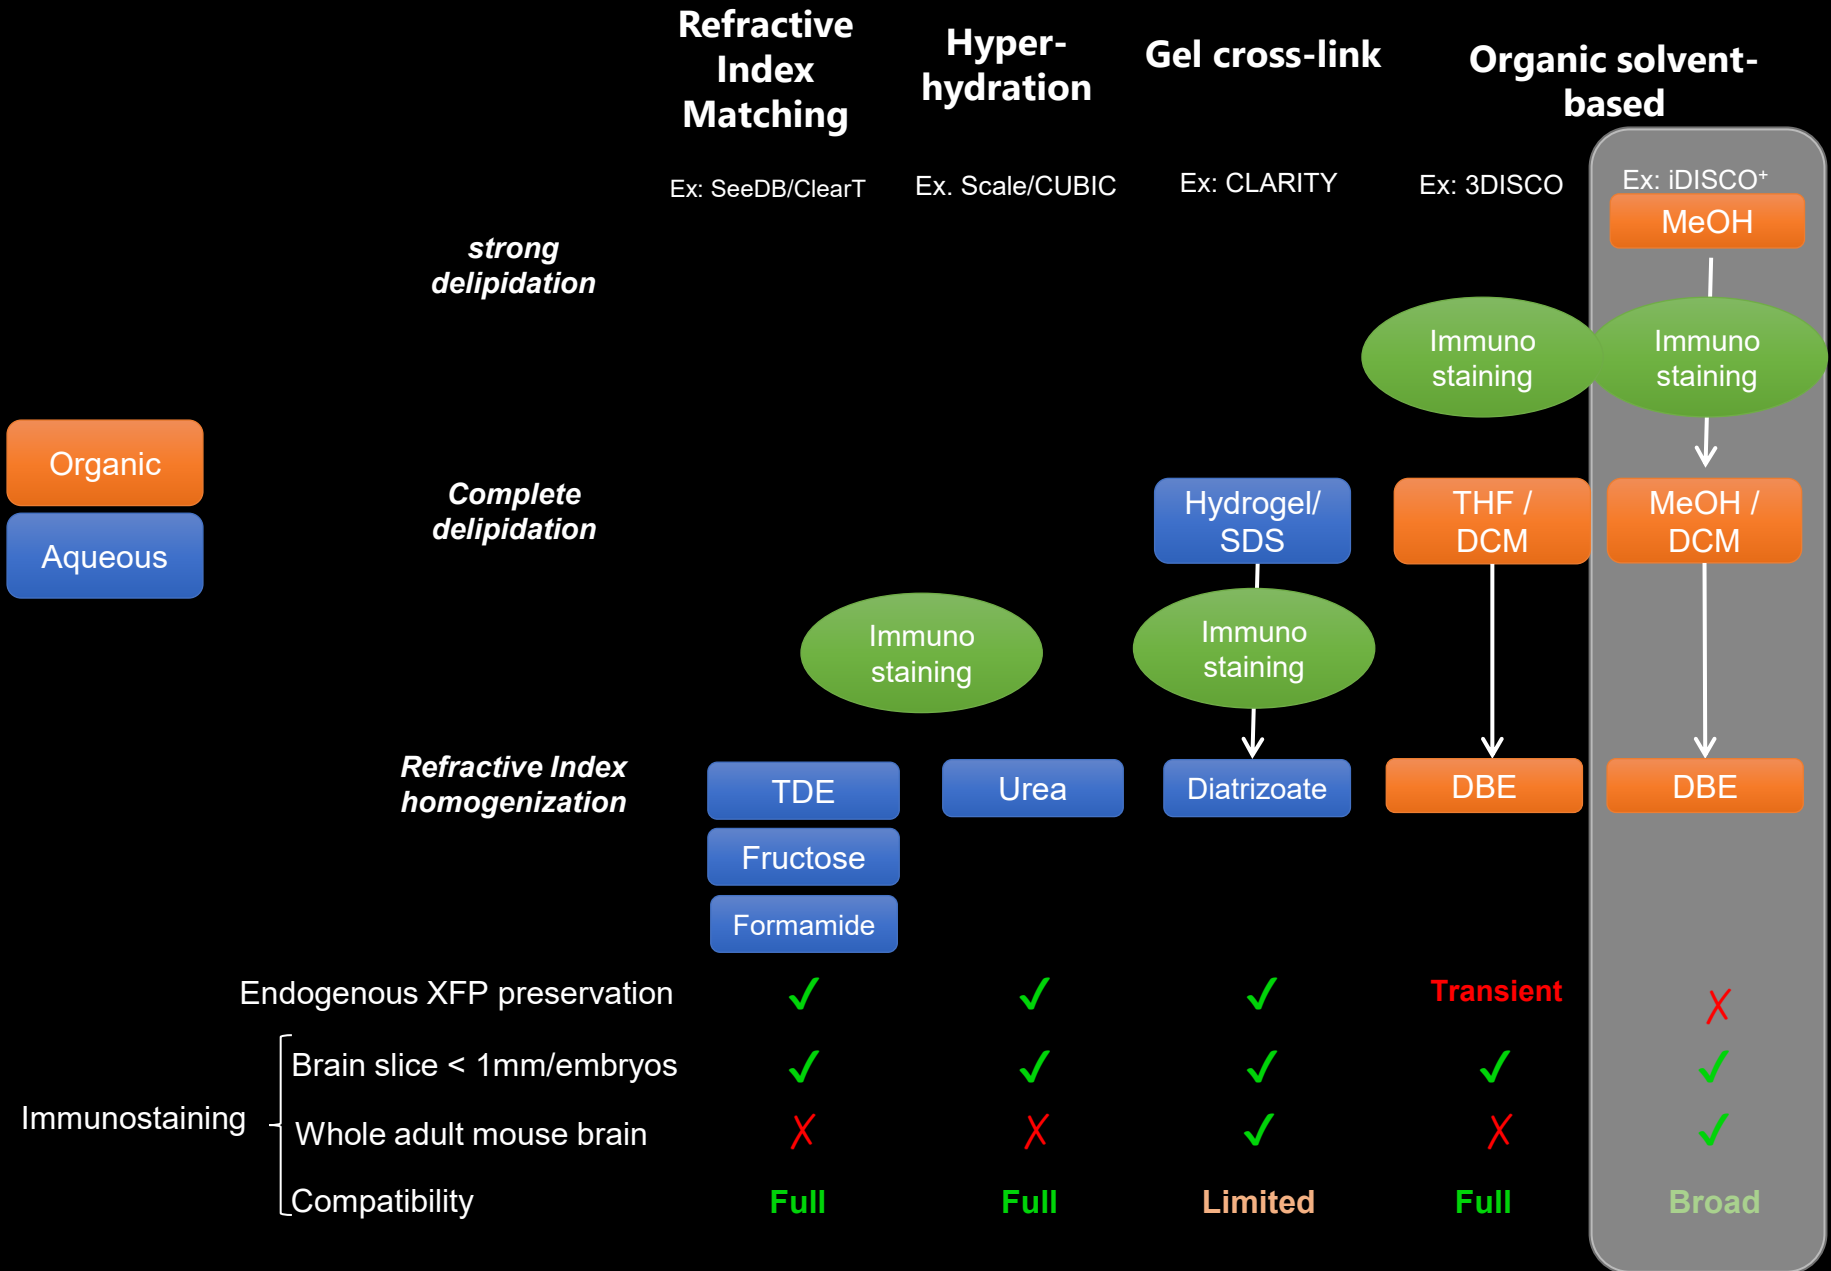 Refractive
Index
Matching
Hyper-
hydration
Gel cross-link
Organic solvent-
based
Ex: SeeDB/ClearT
Ex. Scale/CUBIC
Ex: CLARITY
Ex: 3DISCO
Ex: iDISCO⁺
MeOH
strong
delipidation
Immuno
staining
Immuno
staining
Organic
Aqueous
Complete
delipidation
Hydrogel/
SDS
THF /
DCM
MeOH /
DCM
Immuno
staining
Immuno
staining
Refractive Index
homogenization
TDE
Urea
Diatrizoate
DBE
DBE
Fructose
Formamide
Endogenous XFP preservation
✓ ✓ ✓ Transient ✗
Immunostaining
Brain slice < 1mm/embryos
✓ ✓ ✓ ✓ ✓
Whole adult mouse brain
✗ ✗ ✓ ✗ ✓
Compatibility
Full Full Limited Full Broad